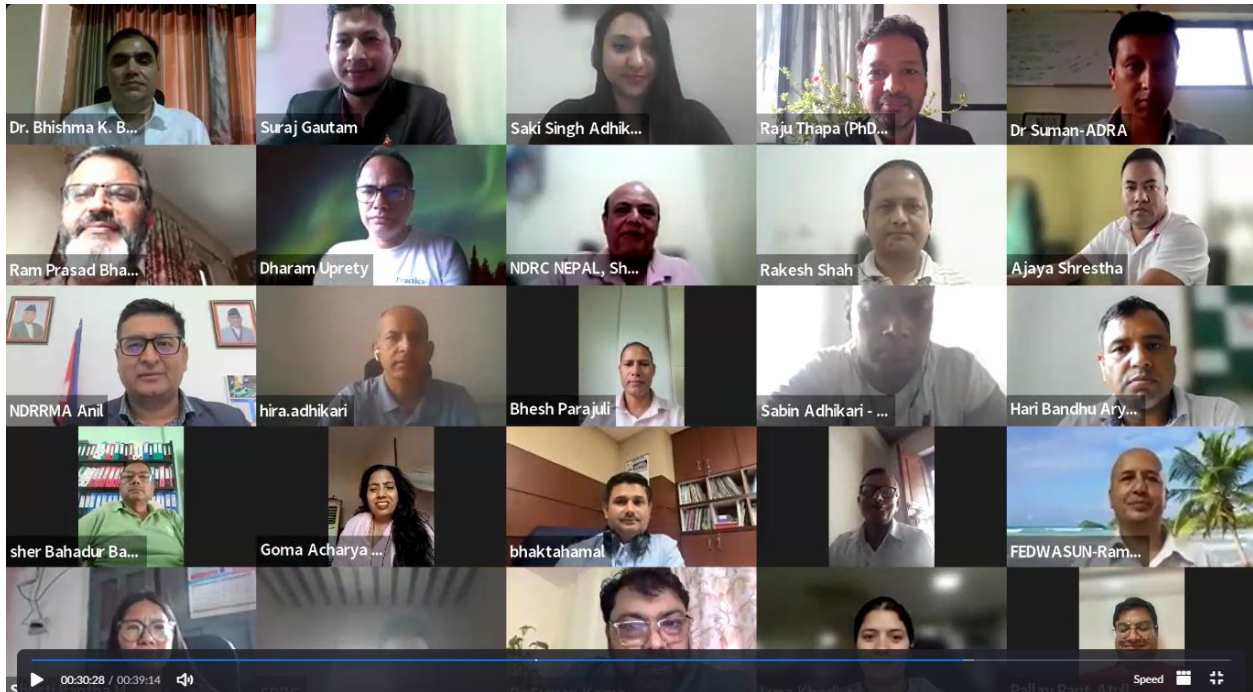 Dr. Bhishma K. B...
Suraj Gautam
Saki Singh Adhik...
Raju Thapa (PhD...
Dr Suman-ADRA
Ram Prasad Bha...
Dharam Uprety
Practica
NDRC NEPAL, Sh...
Rakesh Shah
Ajaya Shrestha
NDRRMA Anil
hira.adhikari
Bhesh Parajuli
Sabin Adhikari - ...
Hari Bandhu Ary...
sher Bahadur Ba...
Goma Acharya ...
bhaktahamal
FEDWASUN-Ram...
00:30:28 / 00:39:14
Speed